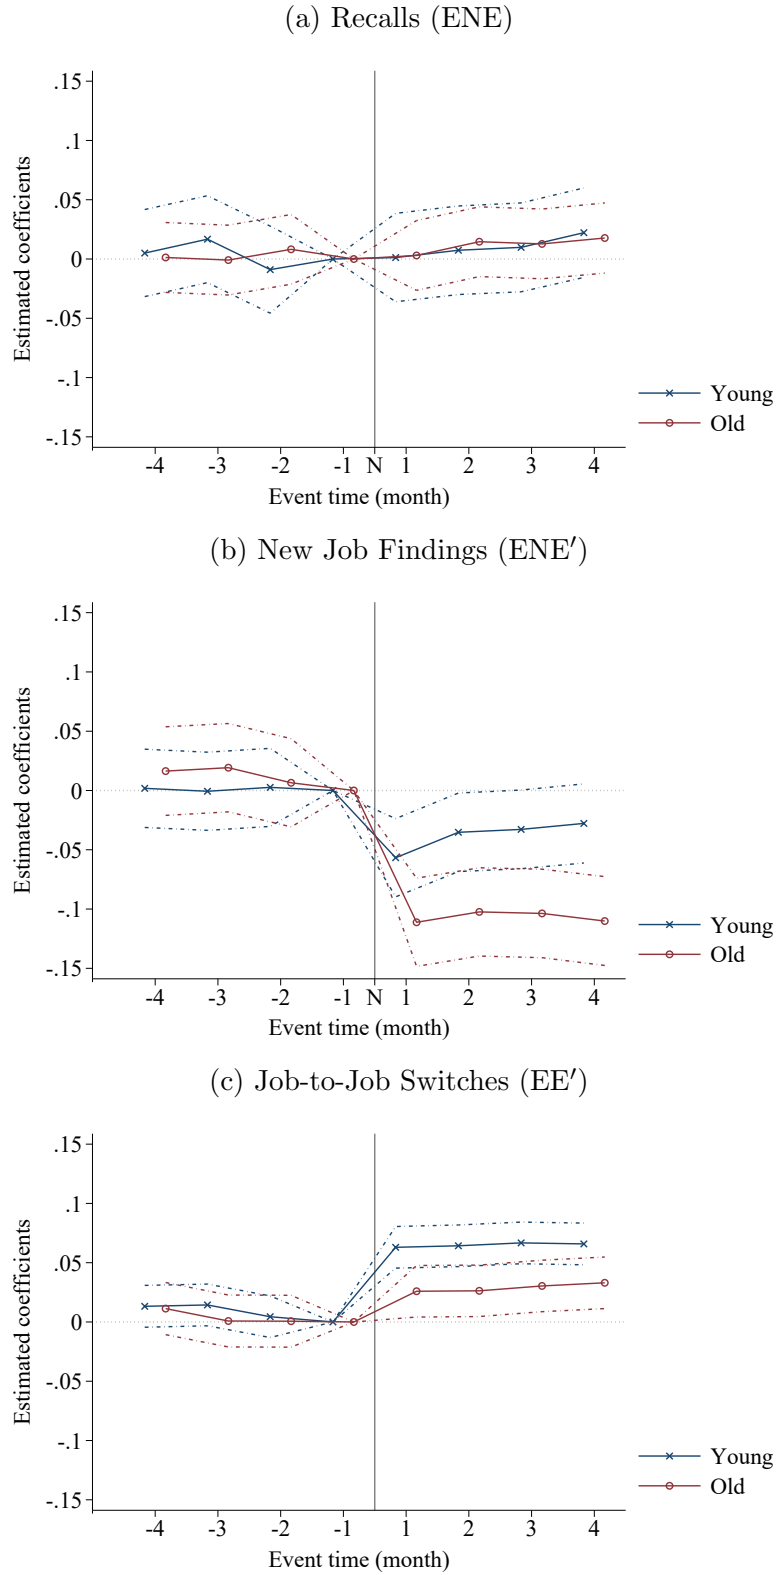 (a) Recalls (ENE)
.15
.1
.05
0
-.05
-.1
-.15
Estimated coefficients
-4 -3 -2 -1 N 1 2 3 4
Event time (month)
Young
Old
(b) New Job Findings (ENE′)
.15
.1
.05
0
-.05
-.1
-.15
Estimated coefficients
-4 -3 -2 -1 N 1 2 3 4
Event time (month)
Young
Old
(c) Job-to-Job Switches (EE′)
.15
.1
.05
0
-.05
-.1
-.15
Estimated coefficients
-4 -3 -2 -1 N 1 2 3 4
Event time (month)
Young
Old